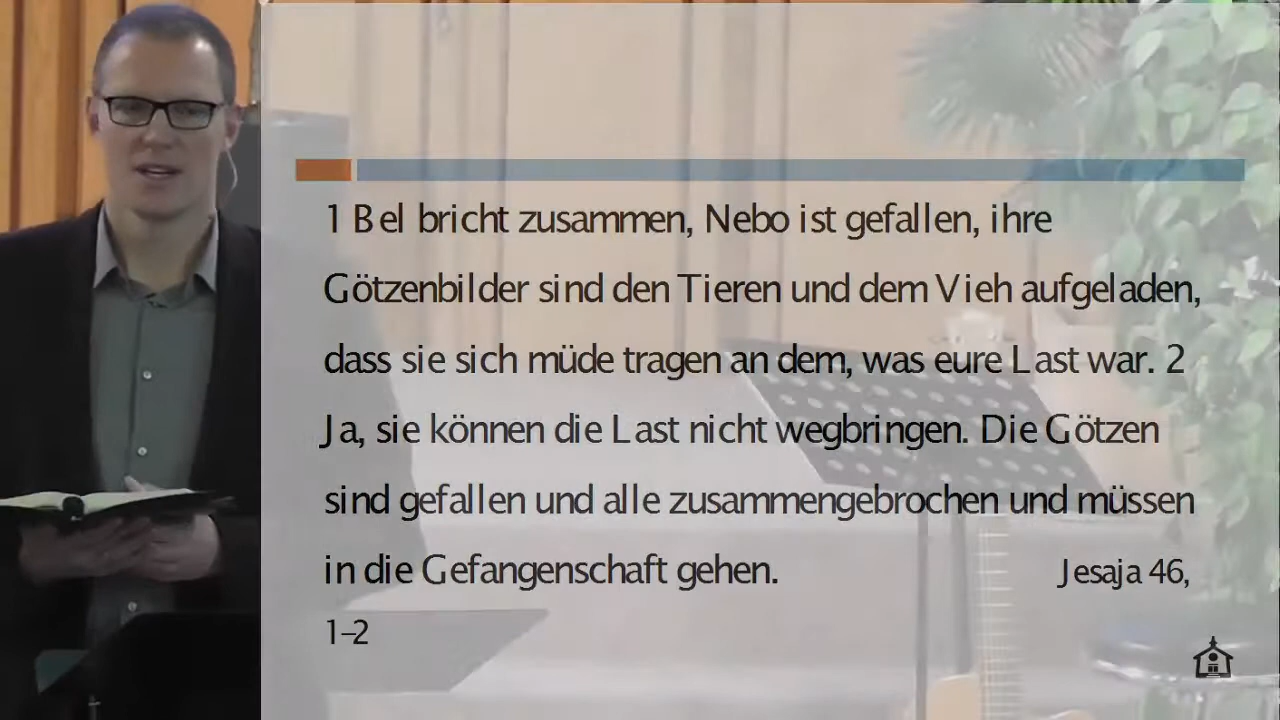 1 Bel bricht zusammen, Nebo ist gefallen, ihre
Götzenbilder sind den Tieren und dem Vieh aufgeladen,
dass sie sich müde tragen an dem, was eure Last war. 2
Ja, sie können die Last nicht wegbringen. Die Götzen
sind gefallen und alle zusammengebrochen und müssen
in die Gefangenschaft gehen. Jesaja 46,
1–2